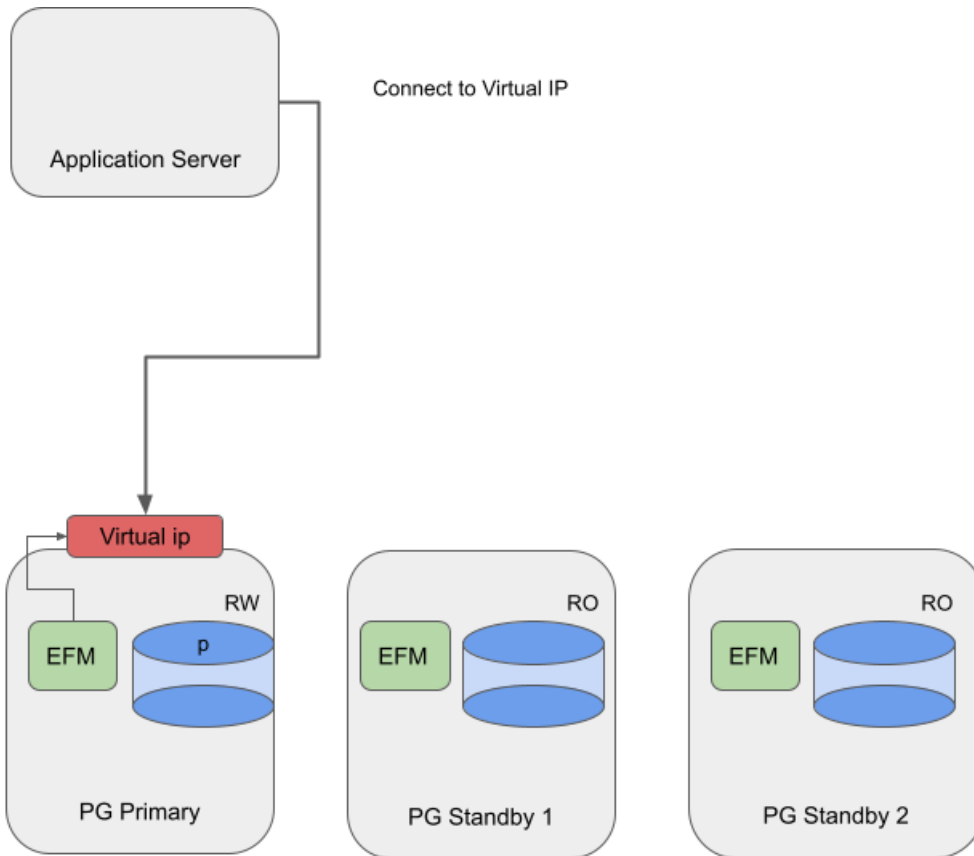 Connect to Virtual IP
Application Server
Virtual ip
RW
RO
RO
p
EFM
EFM
EFM
PG Primary
PG Standby 1
PG Standby 2